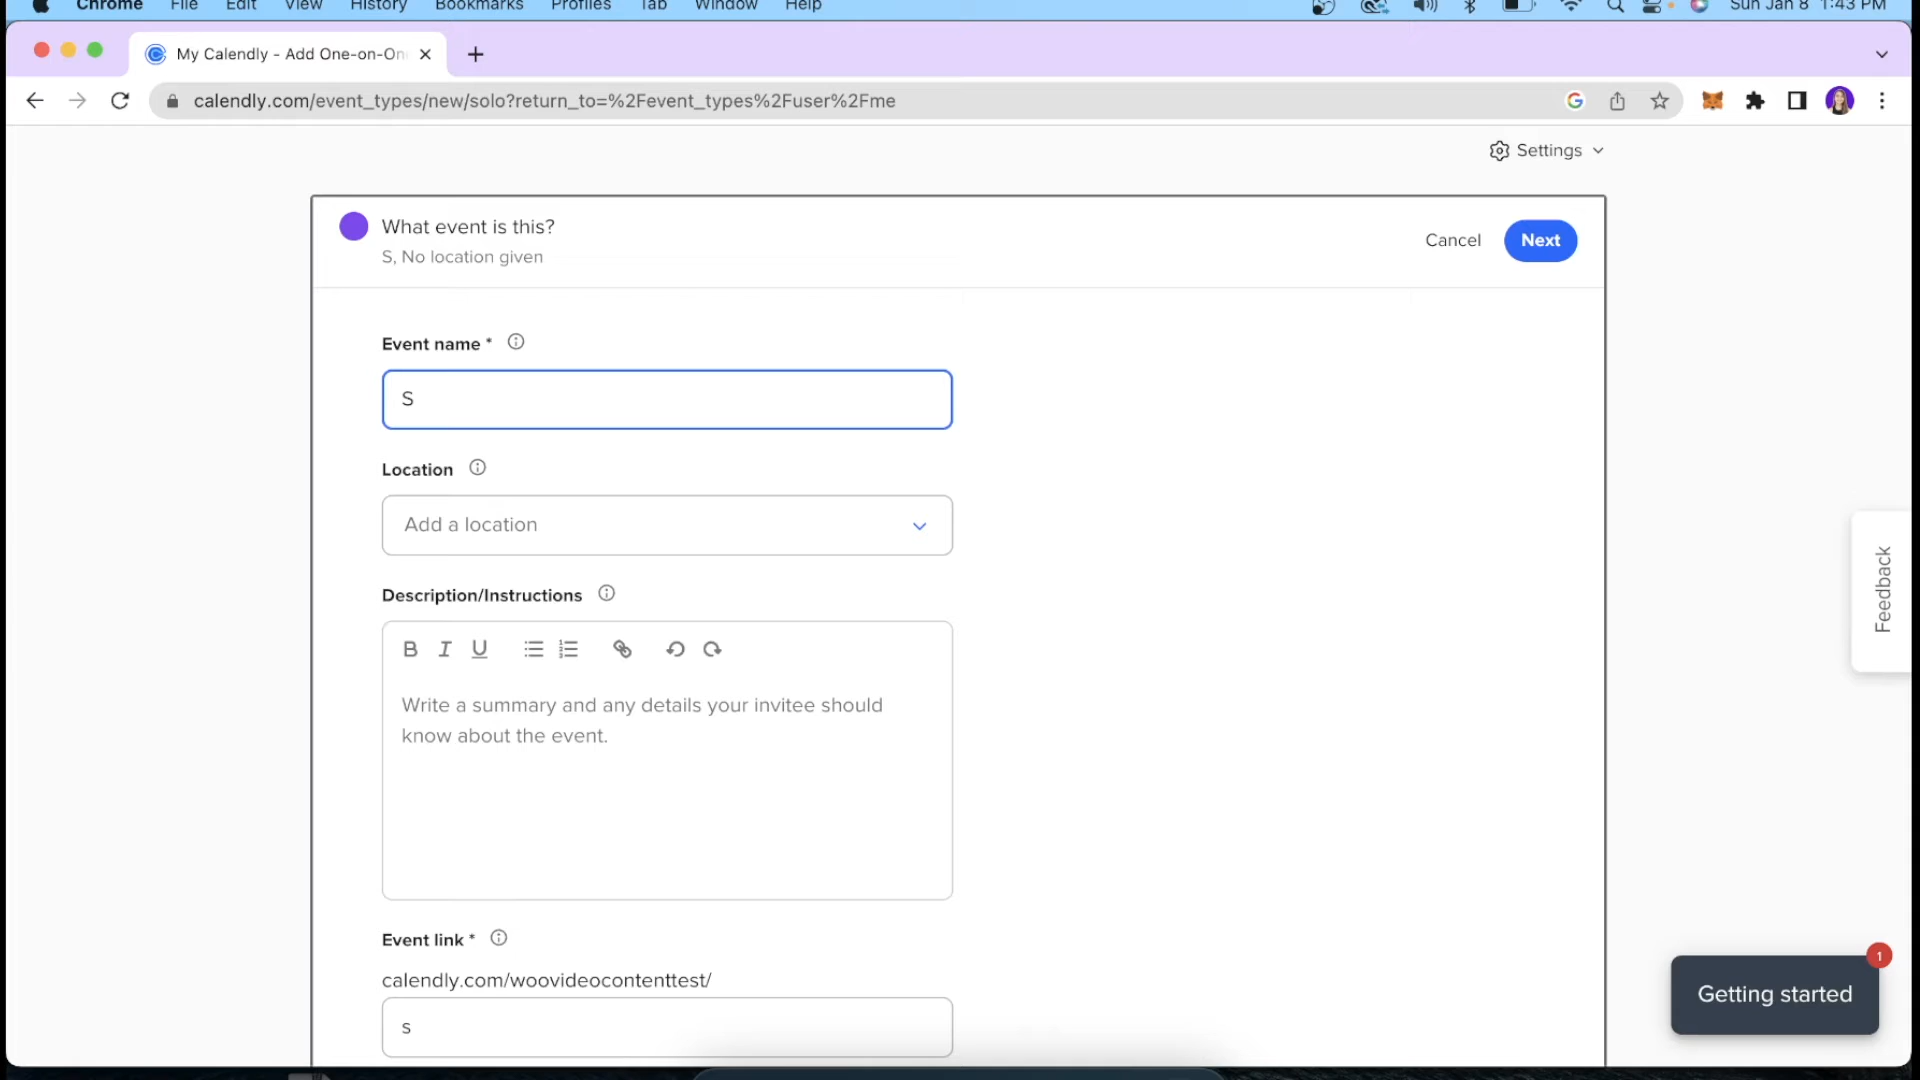 Chrome File Edit View History Bookmarks Profiles Tab Window Help Sun Jan 8 1:43 PM
My Calendly - Add One-on-On
calendly.com/event_types/new/solo?return_to=%2Fevent_types%2Fuser%2Fme
Settings
What event is this?
S, No location given
Cancel
Next
Event name *
S
Location
Add a location
Description/Instructions
B I U
Write a summary and any details your invitee should
know about the event.
Feedback
Event link *
calendly.com/woovideocontenttest/
s
1
Getting started